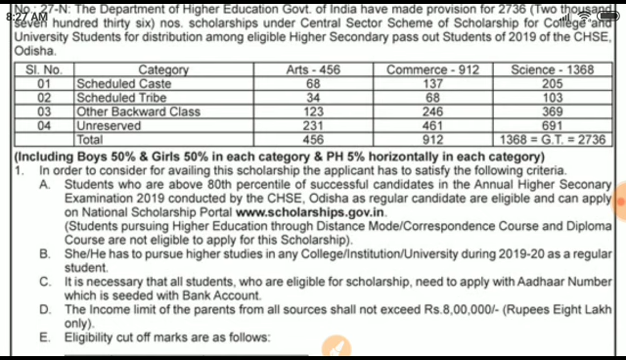 No.: 27-N: The Department of Higher Education Govt. of India have made provision for 2736 (Two thousand
8:27 AM
seven hundred thirty six) nos. scholarships under Central Sector Scheme of Scholarship for College and
University Students for distribution among eligible Higher Secondary pass out Students of 2019 of the CHSE,
Odisha.
Sl. No. Category Arts - 456 Commerce - 912 Science - 1368
01 Scheduled Caste 68 137 205
02 Scheduled Tribe 34 68 103
03 Other Backward Class 123 246 369
04 Unreserved 231 461 691
Total 456 912 1368 = G.T. = 2736
(Including Boys 50% & Girls 50% in each category & PH 5% horizontally in each category)
1. In order to consider for availing this scholarship the applicant has to satisfy the following criteria.
A. Students who are above 80th percentile of successful candidates in the Annual Higher Seconary
Examination 2019 conducted by the CHSE, Odisha as regular candidate are eligible and can apply
on National Scholarship Portal www.scholarships.gov.in.
(Students pursuing Higher Education through Distance Mode/Correspondence Course and Diploma
Course are not eligible to apply for this Scholarship).
B. She/He has to pursue higher studies in any College/Institution/University during 2019-20 as a regular
student.
C. It is necessary that all students, who are eligible for scholarship, need to apply with Aadhaar Number
which is seeded with Bank Account.
D. The Income limit of the parents from all sources shall not exceed Rs.8,00,000/- (Rupees Eight Lakh
only).
E. Eligibility cut off marks are as follows: